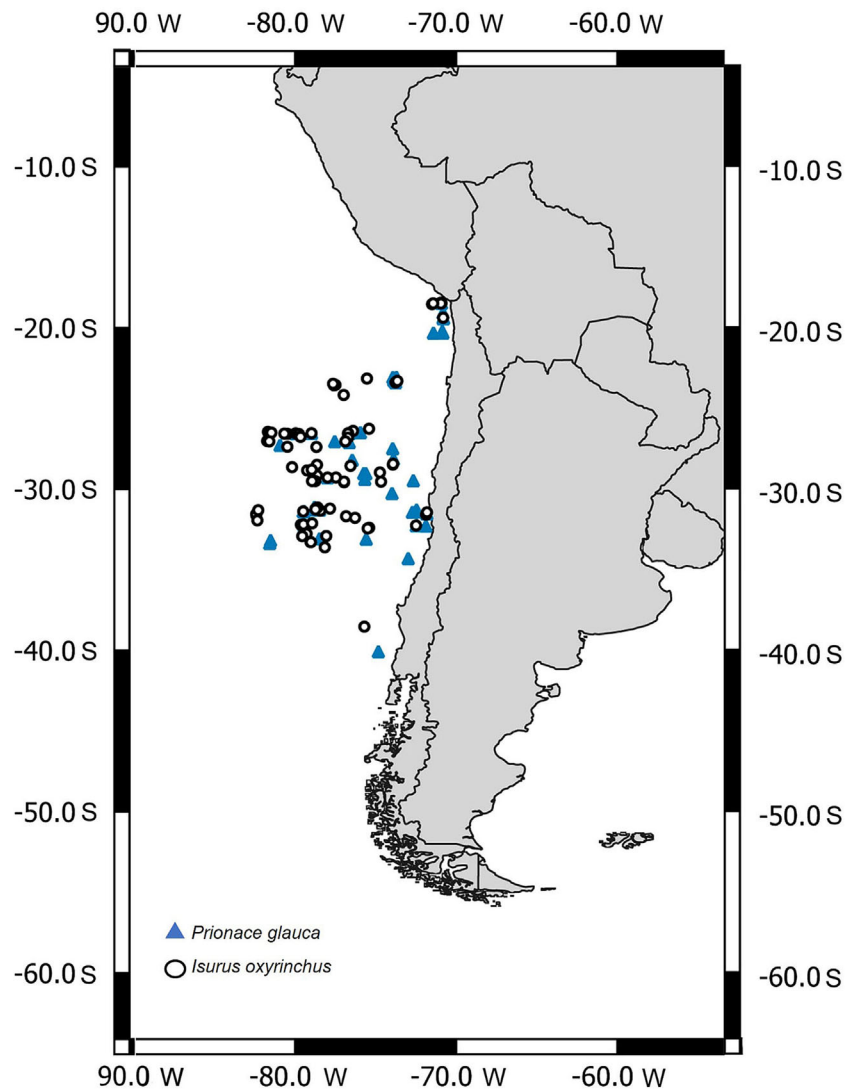 90.0 W -80.0 W -70.0 W -60.0 W
-10.0 S -10.0 S
-20.0 S -20.0 S
-30.0 S -30.0 S
-40.0 S -40.0 S
-50.0 S -50.0 S
Prionace glauca
Isurus oxyrinchus
-60.0 S -60.0 S
90.0 W -80.0 W -70.0 W -60.0 W